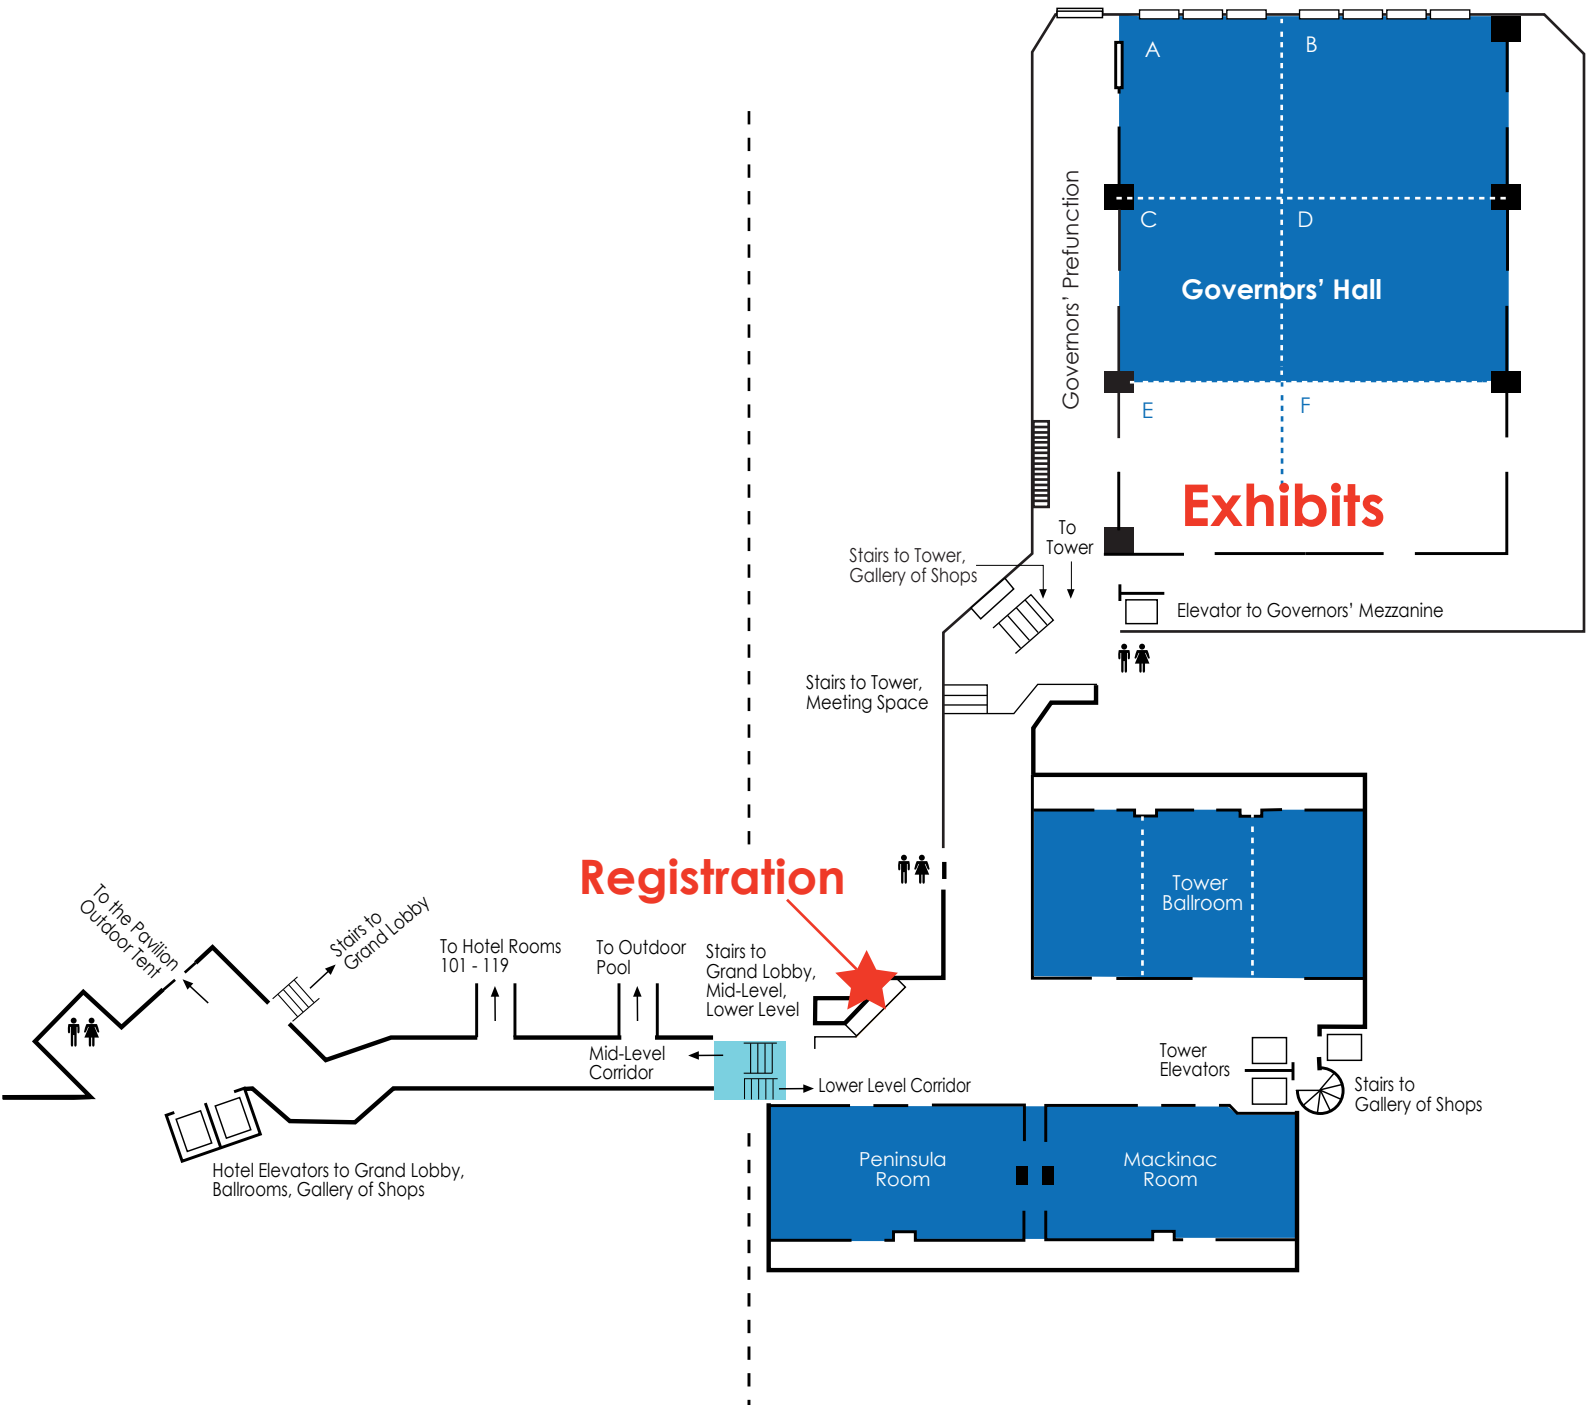 A
B
Governors' Prefunction
C
D
Governors' Hall
E
F
Exhibits
To
Tower
Stairs to Tower,
Gallery of Shops
Elevator to Governors' Mezzanine
Stairs to Tower,
Meeting Space
Registration
Tower
Ballroom
To the Pavilion
Outdoor Tent
Stairs to
Grand Lobby
To Hotel Rooms
101 - 119
To Outdoor
Pool
Stairs to
Grand Lobby,
Mid-Level,
Lower Level
Mid-Level
Corridor
Lower Level Corridor
Tower
Elevators
Stairs to
Gallery of Shops
Hotel Elevators to Grand Lobby,
Ballrooms, Gallery of Shops
Peninsula
Room
Mackinac
Room